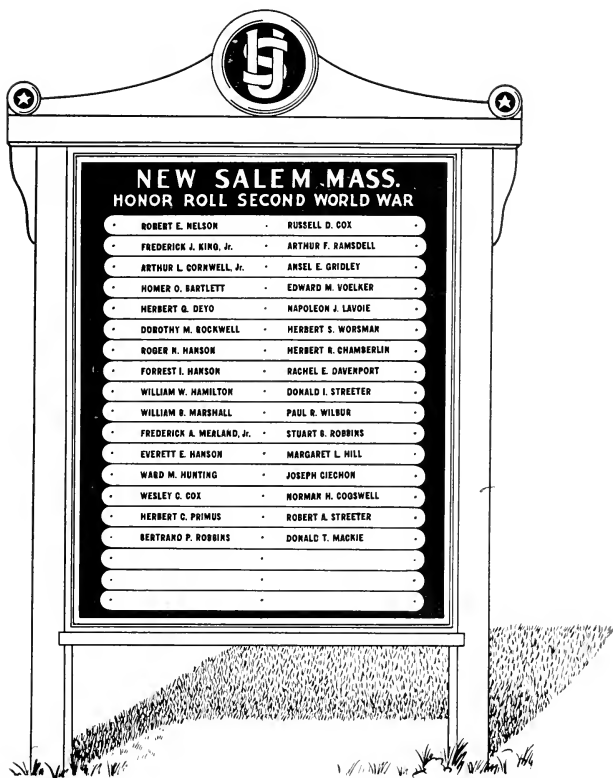 US
NEW SALEM, MASS.
HONOR ROLL SECOND WORLD WAR
ROBERT E. NELSON RUSSELL D. COX
FREDERICK J. KING, Jr. ARTHUR F. RAMSDELL
ARTHUR L. CORNWELL, Jr. ANSEL E. GRIDLEY
HOMER O. BARTLETT EDWARD M. VOELKER
HERBERT G. DEYO NAPOLEON J. LAVOIE
DOROTHY M. ROCKWELL HERBERT S. WORSMAN
ROGER N. HANSON HERBERT R. CHAMBERLIN
FORREST I. HANSON RACHEL E. DAVENPORT
WILLIAM W. HAMILTON DONALD I. STREETER
WILLIAM B. MARSHALL PAUL R. WILBUR
FREDERICK A. MERLAND, Jr. STUART B. ROBBINS
EVERETT E. HANSON MARGARET L. HILL
WARD M. HUNTING JOSEPH CIECHON
WESLEY C. COX NORMAN H. COGSWELL
HERBERT C. PRIMUS ROBERT A. STREETER
BERTRAND P. ROBBINS DONALD T. MACKIE